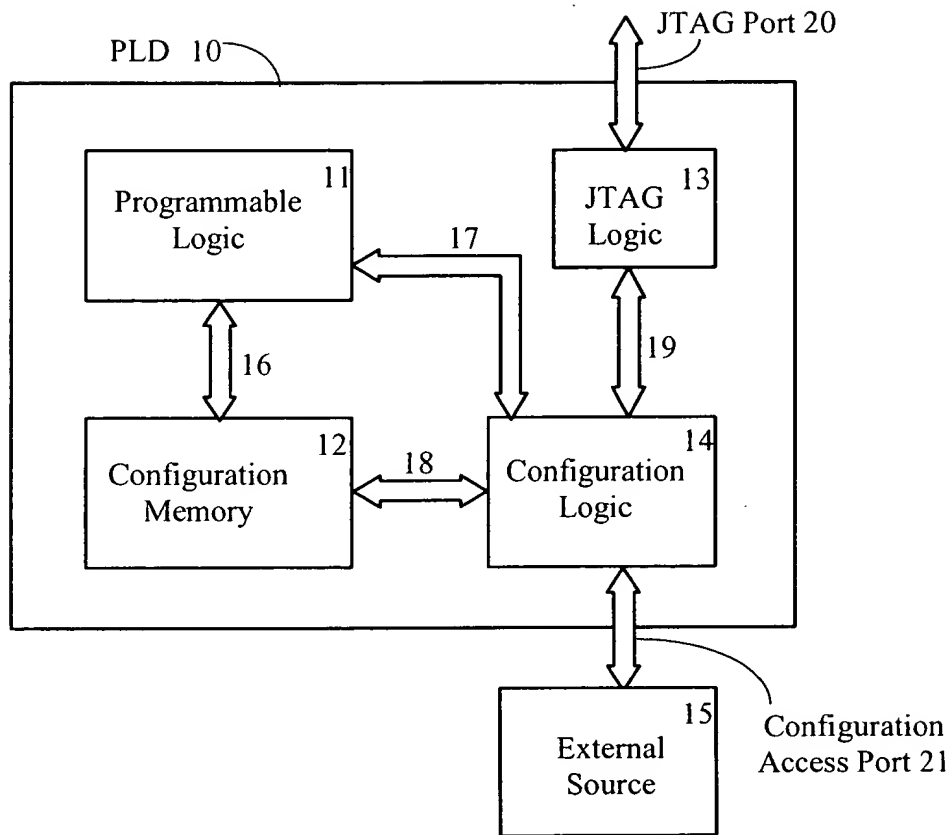 JTAG Port 20
PLD 10
11
Programmable
Logic
13
JTAG
Logic
17
16
19
12
Configuration
Memory
18
14
Configuration
Logic
15
External
Source
Configuration
Access Port 21